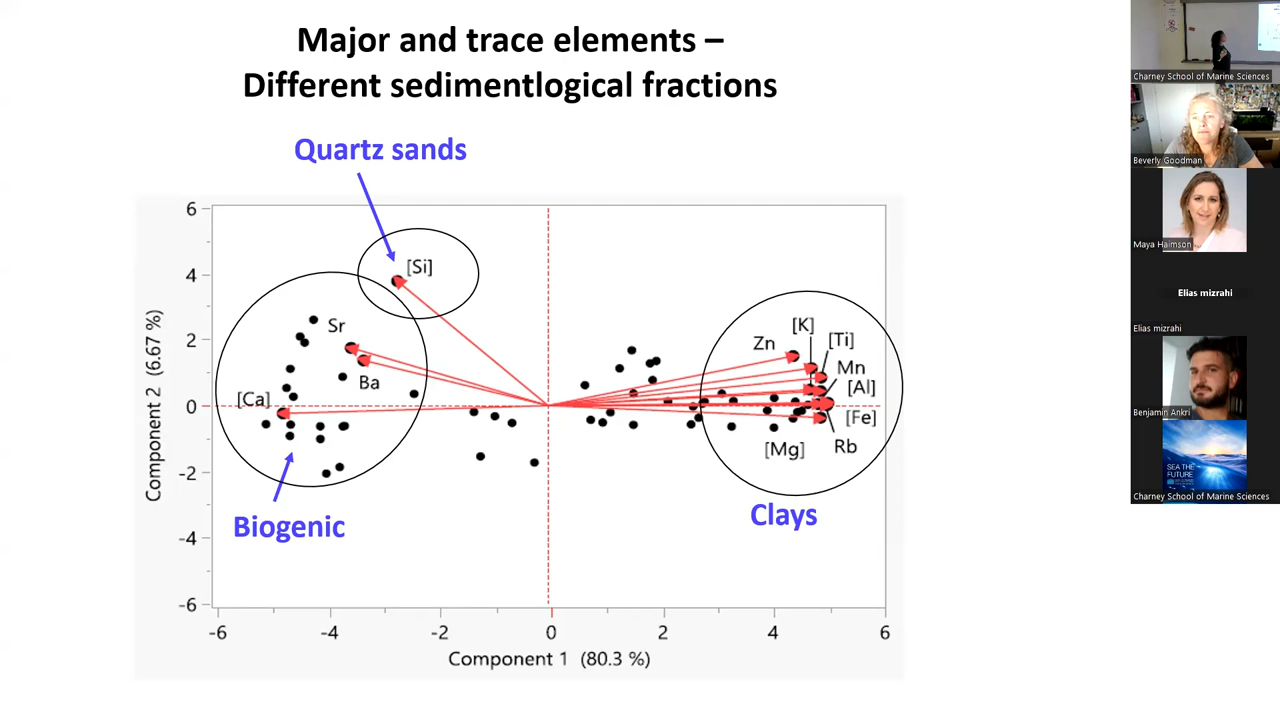 Major and trace elements –
Different sedimentlogical fractions
Quartz sands
[Si]
Sr
Ba
[Ca]
Biogenic
Zn
[K]
[Ti]
Mn
[Al]
[Fe]
Rb
[Mg]
Clays
6
4
2
0
-2
-4
-6
Component 2 (6.67 %)
-6
-4
-2
0
2
4
6
Component 1 (80.3 %)
Charney School of Marine Sciences
Beverly Goodman
Maya Haimson
Elias mizrahi
Elias mizrahi
Benjamin Ankri
SEA THE
FUTURE
Charney School of Marine Sciences